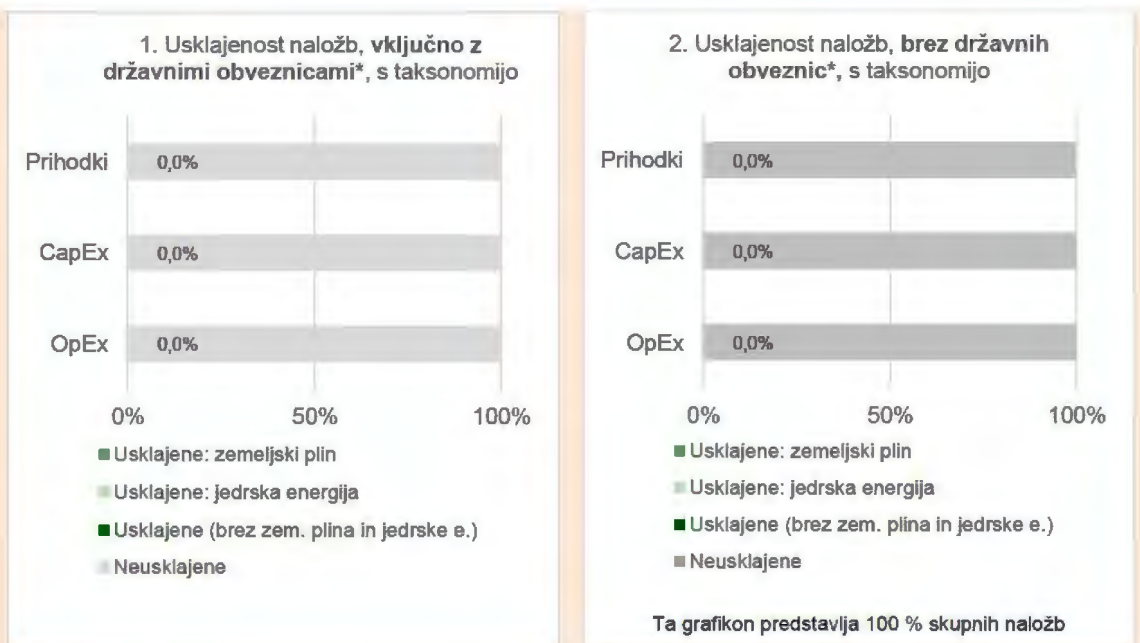 1. Usklajenost naložb, vključno z
državnimi obveznicami*, s taksonomijo
Prihodki
0,0%
CapEx
0,0%
OpEx
0,0%
0%
50%
100%
Usklajene: zemeljski plin
Usklajene: jedrska energija
Usklajene (brez zem. plina in jedrske e.)
Neusklajene
2. Usklajenost naložb, brez državnih
obveznic*, s taksonomijo
Prihodki
0,0%
CapEx
0,0%
OpEx
0,0%
0%
50%
100%
Usklajene: zemeljski plin
Usklajene: jedrska energija
Usklajene (brez zem. plina in jedrske e.)
Neusklajene
Ta grafikon predstavlja 100 % skupnih naložb